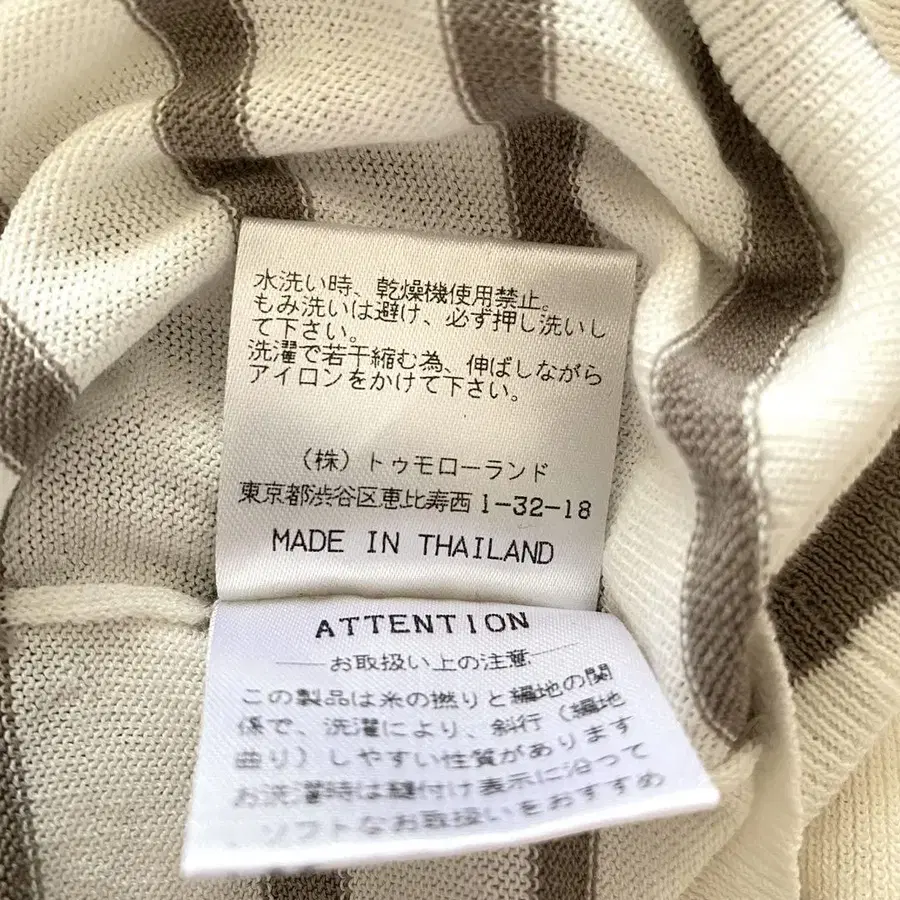 水洗い時、乾燥機使用禁止。
もみ洗いは避け、必ず押し洗いし
て下さい。
洗濯で若干縮む為、伸ばしながら
アイロンをかけて下さい。
(株)トゥモローランド
東京都渋谷区恵比寿西1-32-18
MADE IN THAILAND
ATTENTION
お取扱い上の注意
この製品は糸の撚りと編地の関
係で、洗濯により、斜行(編地
曲り)しやすい性質があります
お洗濯時は縫付け表示に沿って
、ソフトなお取扱いをおすすめ